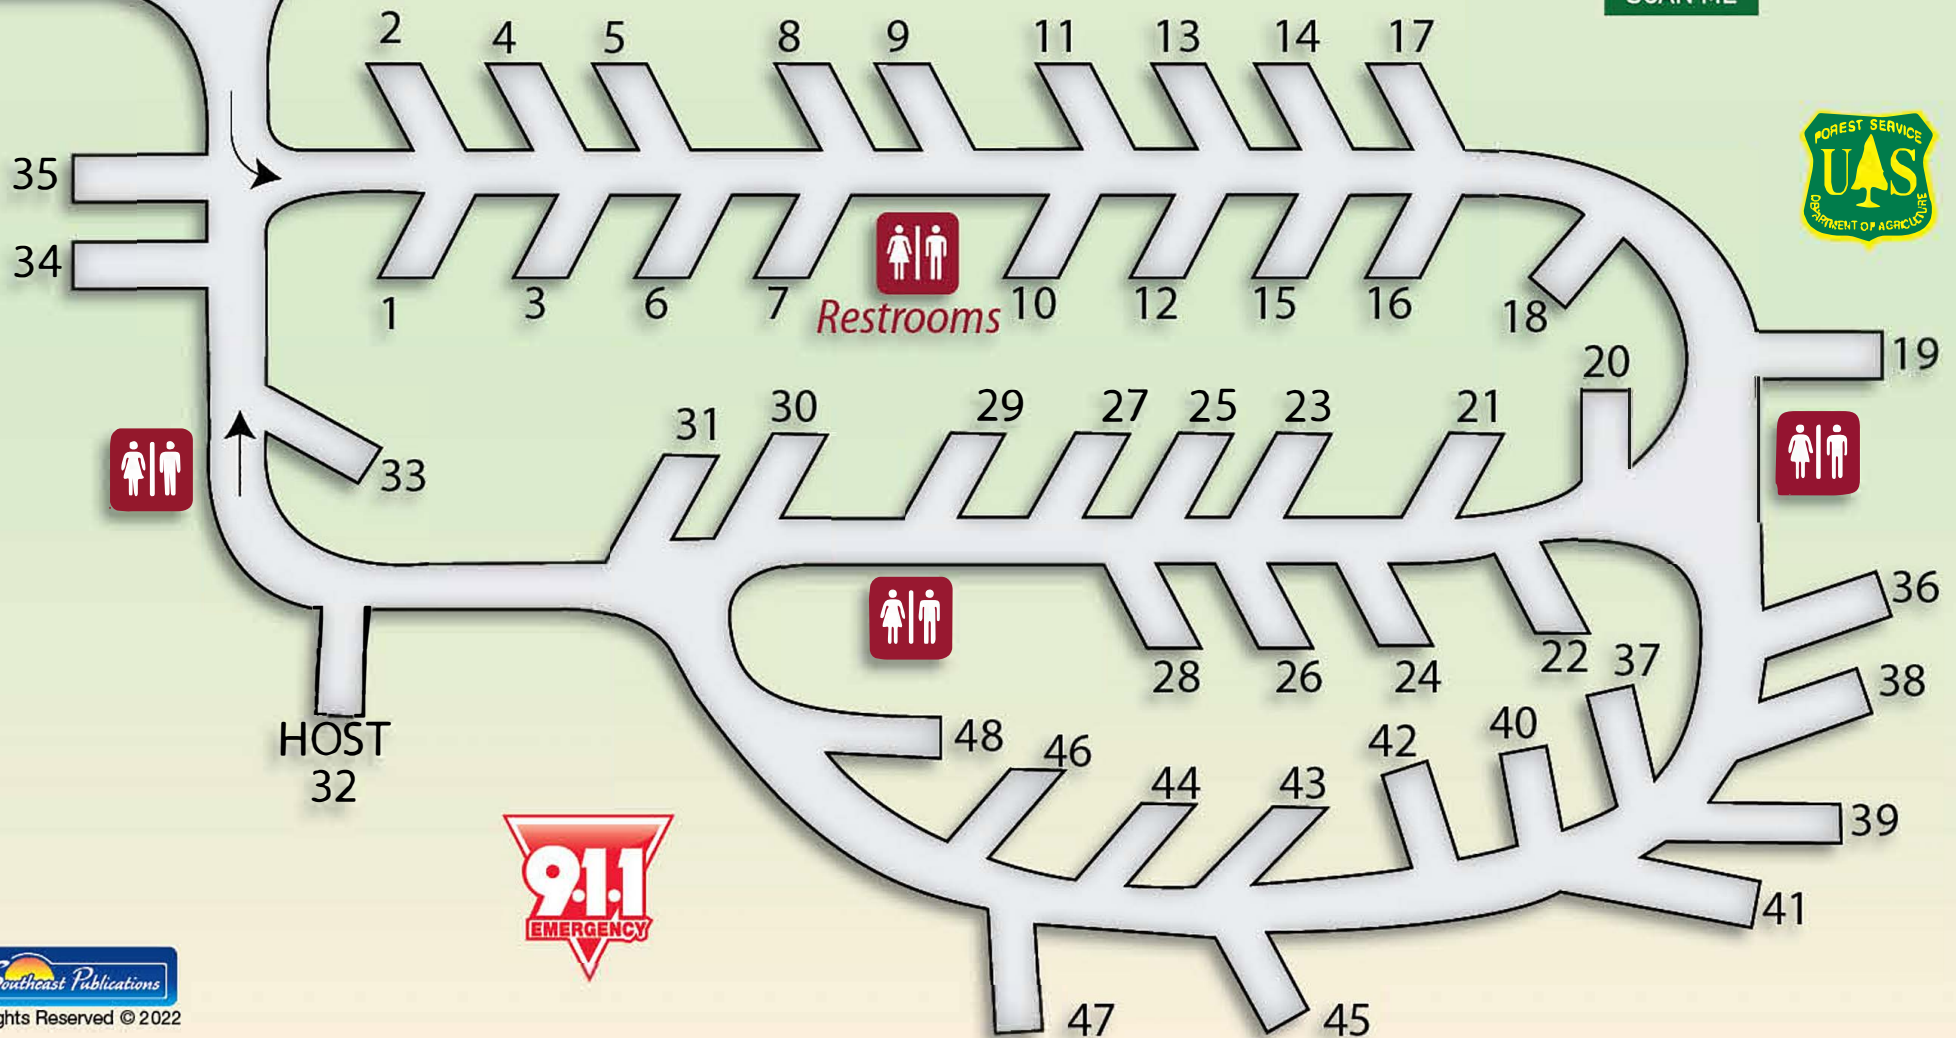 SCAN ME
2 4 5 8 9 11 13 14 17
FOREST SERVICE
UAS
DEPARTMENT OF AGRICULTURE
35
34
1 3 6 7 10 12 15 16 18
Restrooms
19
20
31 30 29 27 25 23 21
33
36
28 26 24 22 37
38
HOST
32
48 46 44 43 42 40
39
41
9-1-1
EMERGENCY
47 45
Southeast Publications
ghts Reserved © 2022